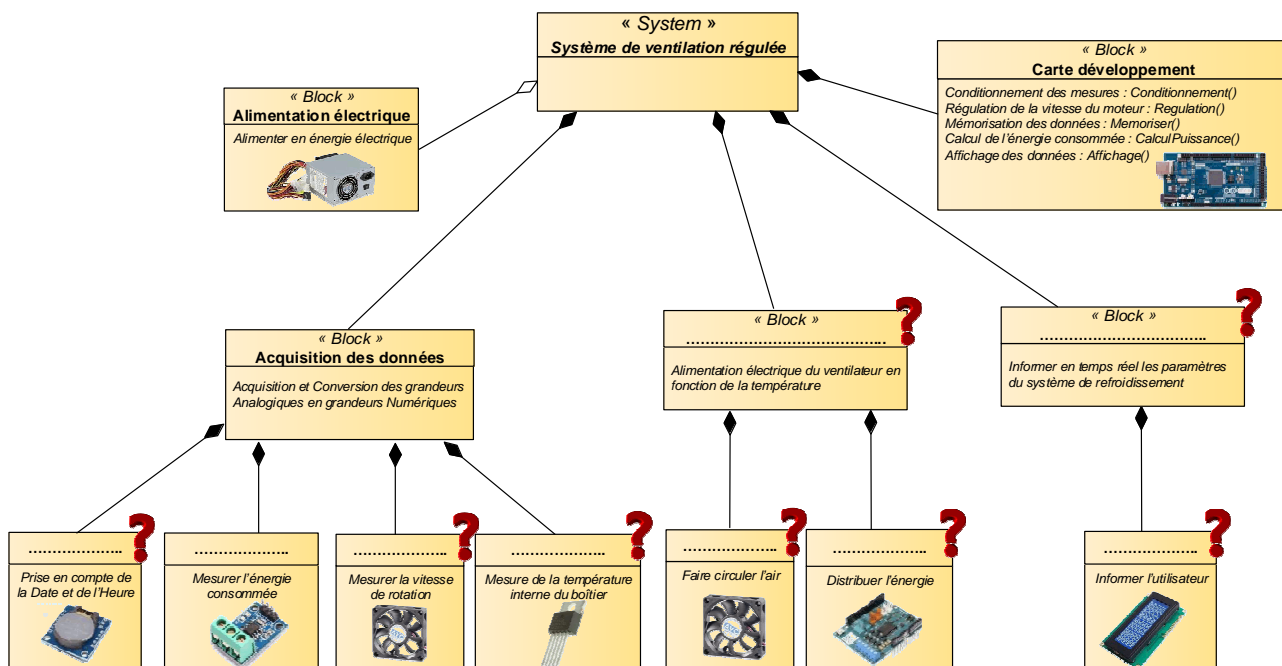 « System »
Système de ventilation régulée
« Block »
Carte développement
Conditionnement des mesures : Conditionnement()
Régulation de la vitesse du moteur : Regulation()
Mémorisation des données : Memoriser()
Calcul de l'énergie consommée : CalculPuissance()
Affichage des données : Affichage()
« Block »
Alimentation électrique
Alimenter en énergie électrique
« Block »
Acquisition des données
Acquisition et Conversion des grandeurs
Analogiques en grandeurs Numériques
?
« Block »
...........................................
Alimentation électrique du ventilateur en
fonction de la température
?
« Block »
..................................
Informer en temps réel les paramètres
du système de refroidissement
?
....................
Prise en compte de
la Date et de l'Heure
....................
Mesurer l'énergie
consommée
?
....................
Mesurer la vitesse
de rotation
?
....................
Mesure de la température
interne du boîtier
?
....................
Faire circuler l'air
?
....................
Distribuer l'énergie
?
....................
Informer l'utilisateur